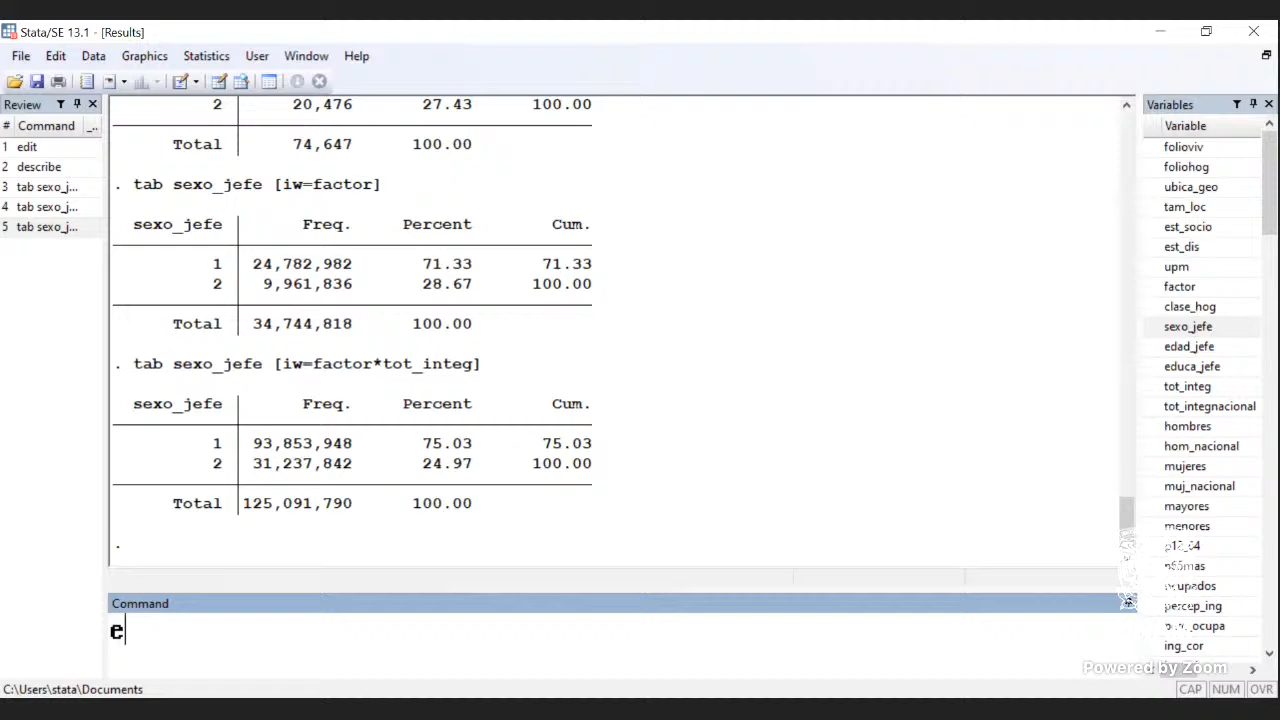 Stata/SE 13.1 - [Results]
File Edit Data Graphics Statistics User Window Help
Review
# Command
1 edit
2 describe
3 tab sexo_j...
4 tab sexo_j...
5 tab sexo_j...
2 20,476 27.43 100.00
Total 74,647 100.00
. tab sexo_jefe [iw=factor]
sexo_jefe Freq. Percent Cum.
1 24,782,982 71.33 71.33
2 9,961,836 28.67 100.00
Total 34,744,818 100.00
. tab sexo_jefe [iw=factor*tot_integ]
sexo_jefe Freq. Percent Cum.
1 93,853,948 75.03 75.03
2 31,237,842 24.97 100.00
Total 125,091,790 100.00
.
Command
e
Variables
Variable
folioviv
foliohog
ubica_geo
tam_loc
est_socio
est_dis
upm
factor
clase_hog
sexo_jefe
edad_jefe
educa_jefe
tot_integ
tot_integnacional
hombres
hom_nacional
mujeres
muj_nacional
mayores
menores
p12_64
p65mas
ocupados
percep_ing
ocupa
ing_cor
Powered by Zoom
C:\Users\stata\Documents
CAP NUM OVR